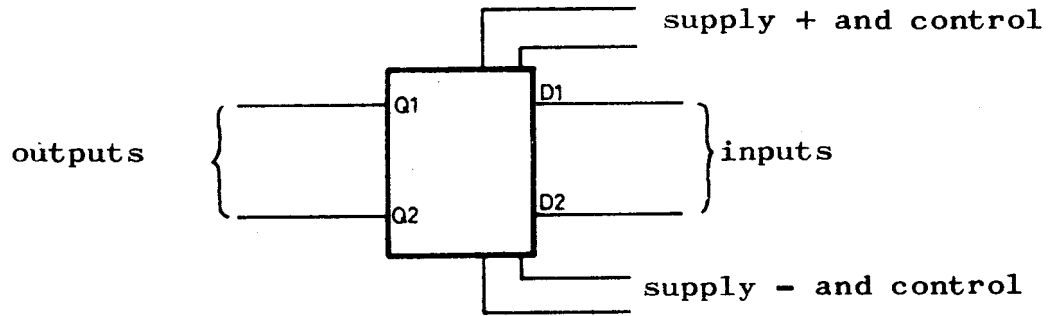 supply + and control
Q1
D1
outputs
inputs
Q2
D2
supply - and control